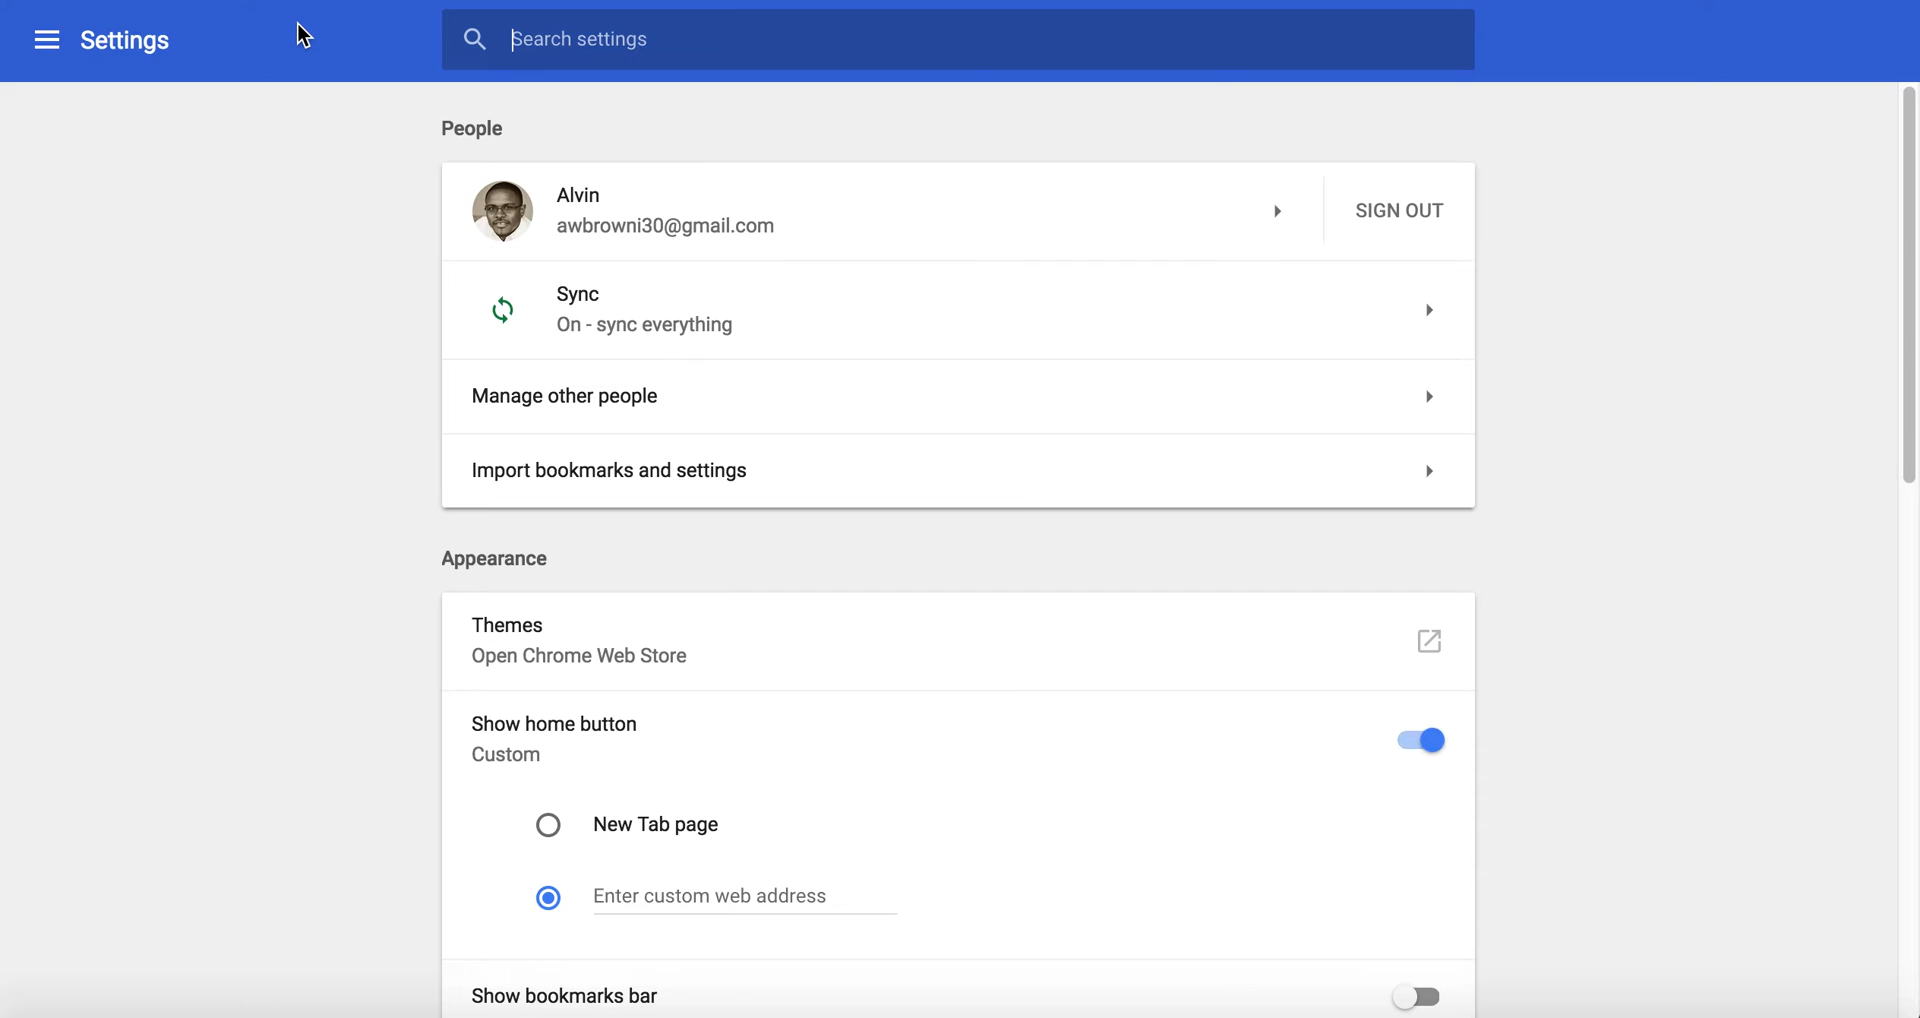 Settings
Search settings
People
Alvin
awbrowni30@gmail.com
SIGN OUT
Sync
On - sync everything
Manage other people
Import bookmarks and settings
Appearance
Themes
Open Chrome Web Store
Show home button
Custom
New Tab page
Enter custom web address
Show bookmarks bar